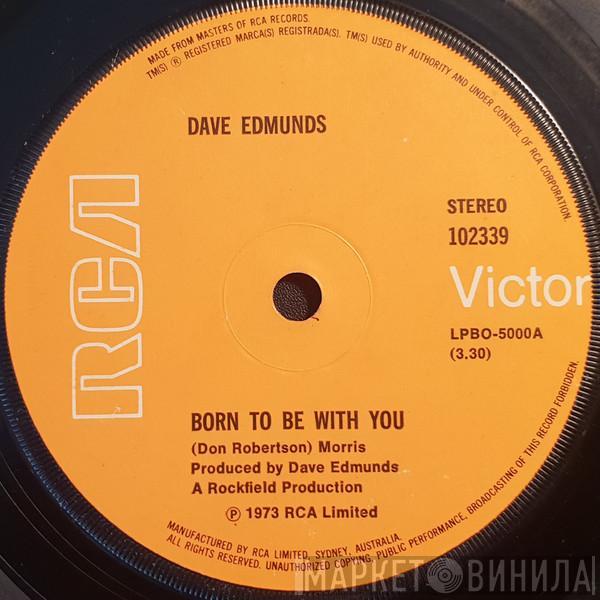 MADE FROM MASTERS OF RCA RECORDS.
TM(S) ® REGISTERED MARCA(S) REGISTRADA(S). TM(S) USED BY AUTHORITY AND UNDER CONTROL OF RCA CORPORATION.
DAVE EDMUNDS
RCA
STEREO
102339
Victor
LPBO-5000A
(3.30)
BORN TO BE WITH YOU
(Don Robertson) Morris
Produced by Dave Edmunds
A Rockfield Production
℗ 1973 RCA Limited
MANUFACTURED BY RCA LIMITED, SYDNEY, AUSTRALIA.
ALL RIGHTS RESERVED. UNAUTHORIZED COPYING, PUBLIC PERFORMANCE, BROADCASTING OF THIS RECORD FORBIDDEN.
МАРКЕТ ВИНИЛА